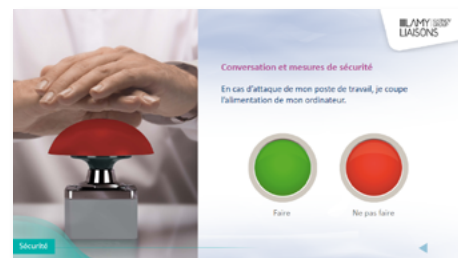 LAMY
LIAISONS
Conversation et mesures de sécurité
En cas d'attaque de mon poste de travail, je coupe
l'alimentation de mon ordinateur.
Faire
Ne pas faire
Sécurité